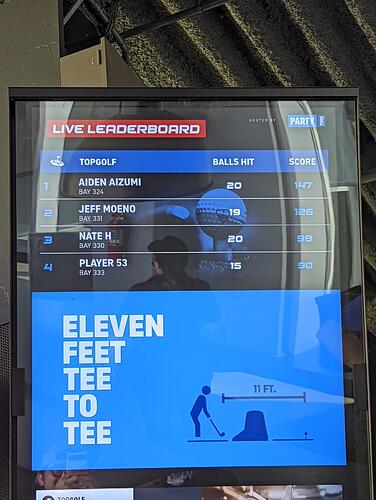 LIVE LEADERBOARD
HOSTED BY PARTY
TOPGOLF BALLS HIT SCORE
1 AIDEN AIZUMI 20 147
BAY 324
2 JEFF MOENO 19 126
BAY 331
3 NATE H 20 98
BAY 330
4 PLAYER 53 15 90
BAY 333
ELEVEN
FEET
TEE
TO
TEE
11 FT.
TOPGOLF